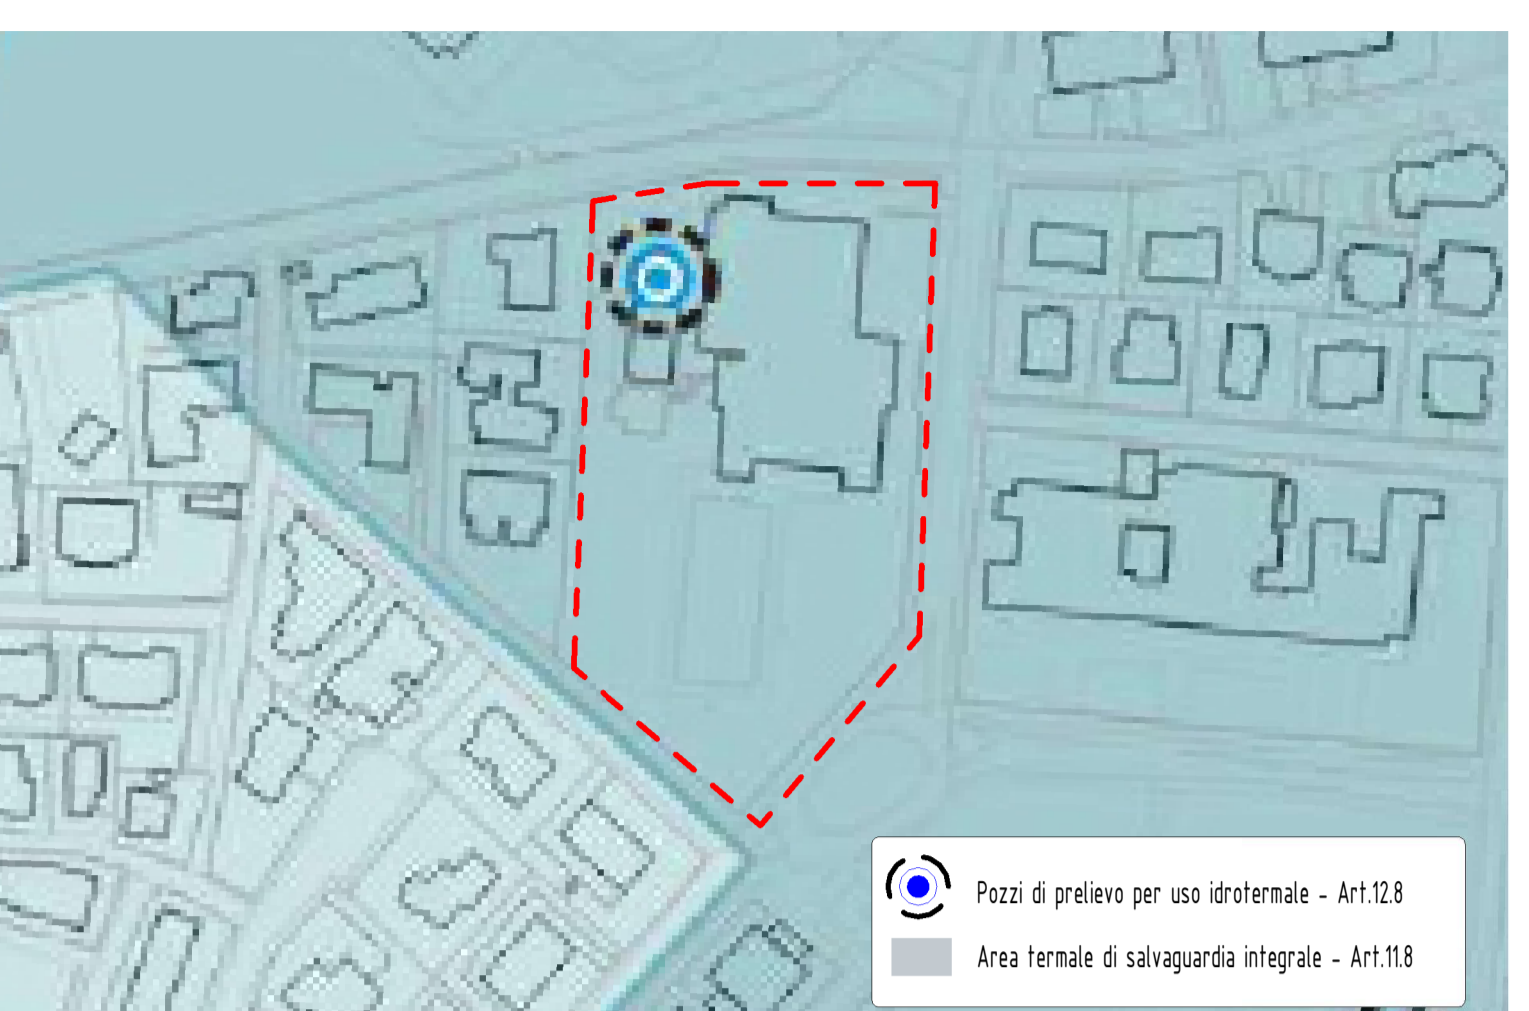 Pozzi di prelievo per uso idrotermale - Art.12.8
Area termale di salvaguardia integrale - Art.11.8